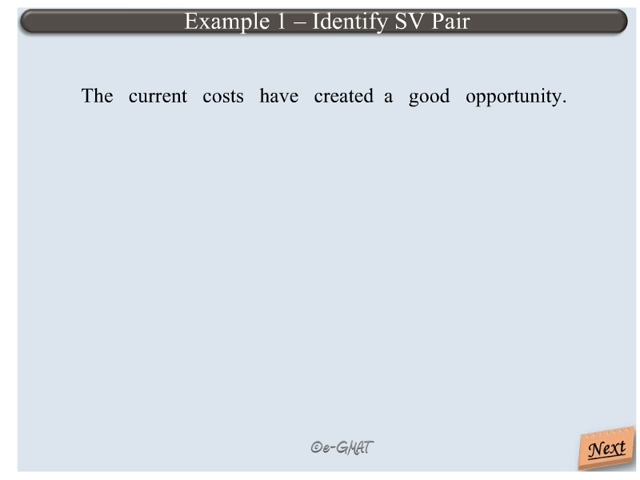 Example 1 – Identify SV Pair
The current costs have created a good opportunity.
©e-GMAT
Next